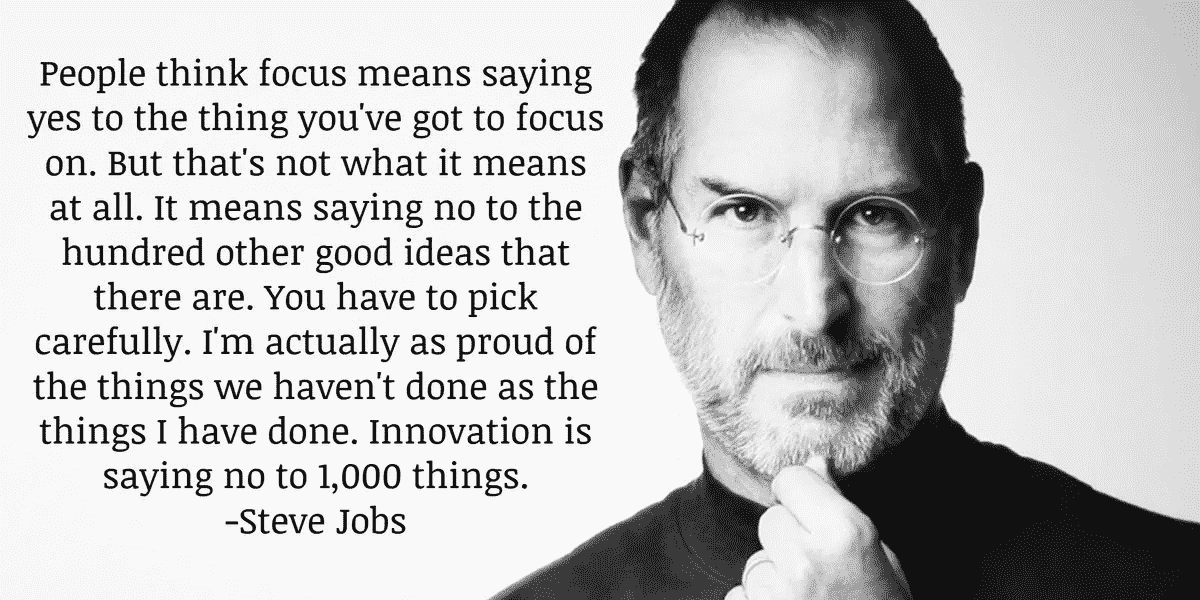 People think focus means saying
yes to the thing you've got to focus
on. But that's not what it means
at all. It means saying no to the
hundred other good ideas that
there are. You have to pick
carefully. I'm actually as proud of
the things we haven't done as the
things I have done. Innovation is
saying no to 1,000 things.
-Steve Jobs